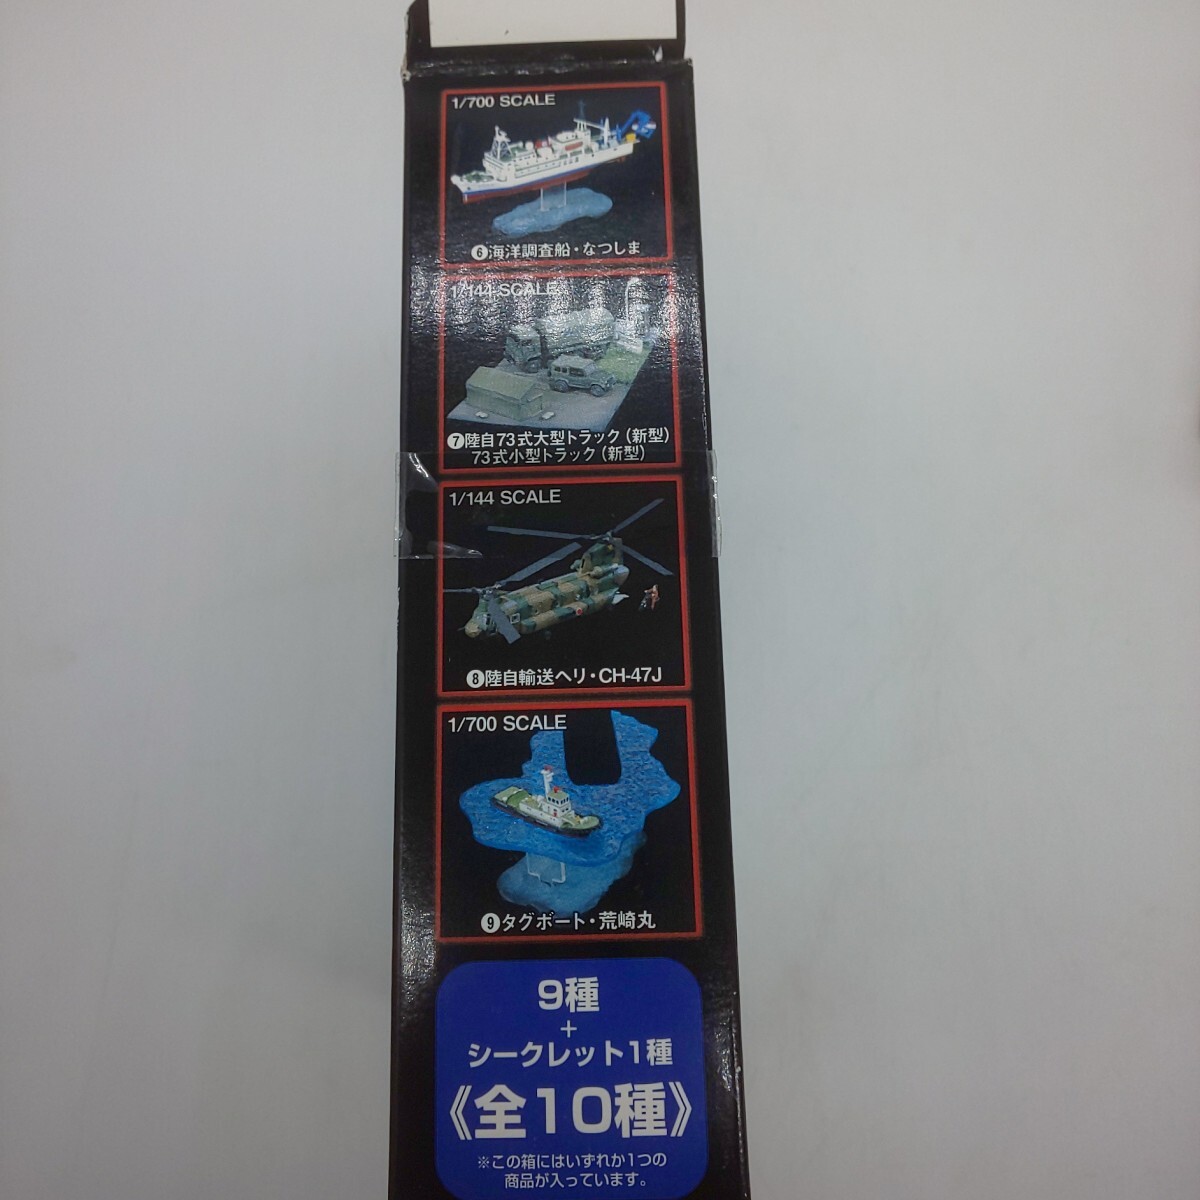 1/700 SCALE
❻海洋調査船・なつしま
1/144 SCALE
❼陸自73式大型トラック(新型)
73式小型トラック(新型)
1/144 SCALE
❽陸自輸送ヘリ・CH-47J
1/700 SCALE
❾タグボート・荒崎丸
9種
+
シークレット1種
《全10種》
※この箱にはいずれか1つの
商品が入っています。